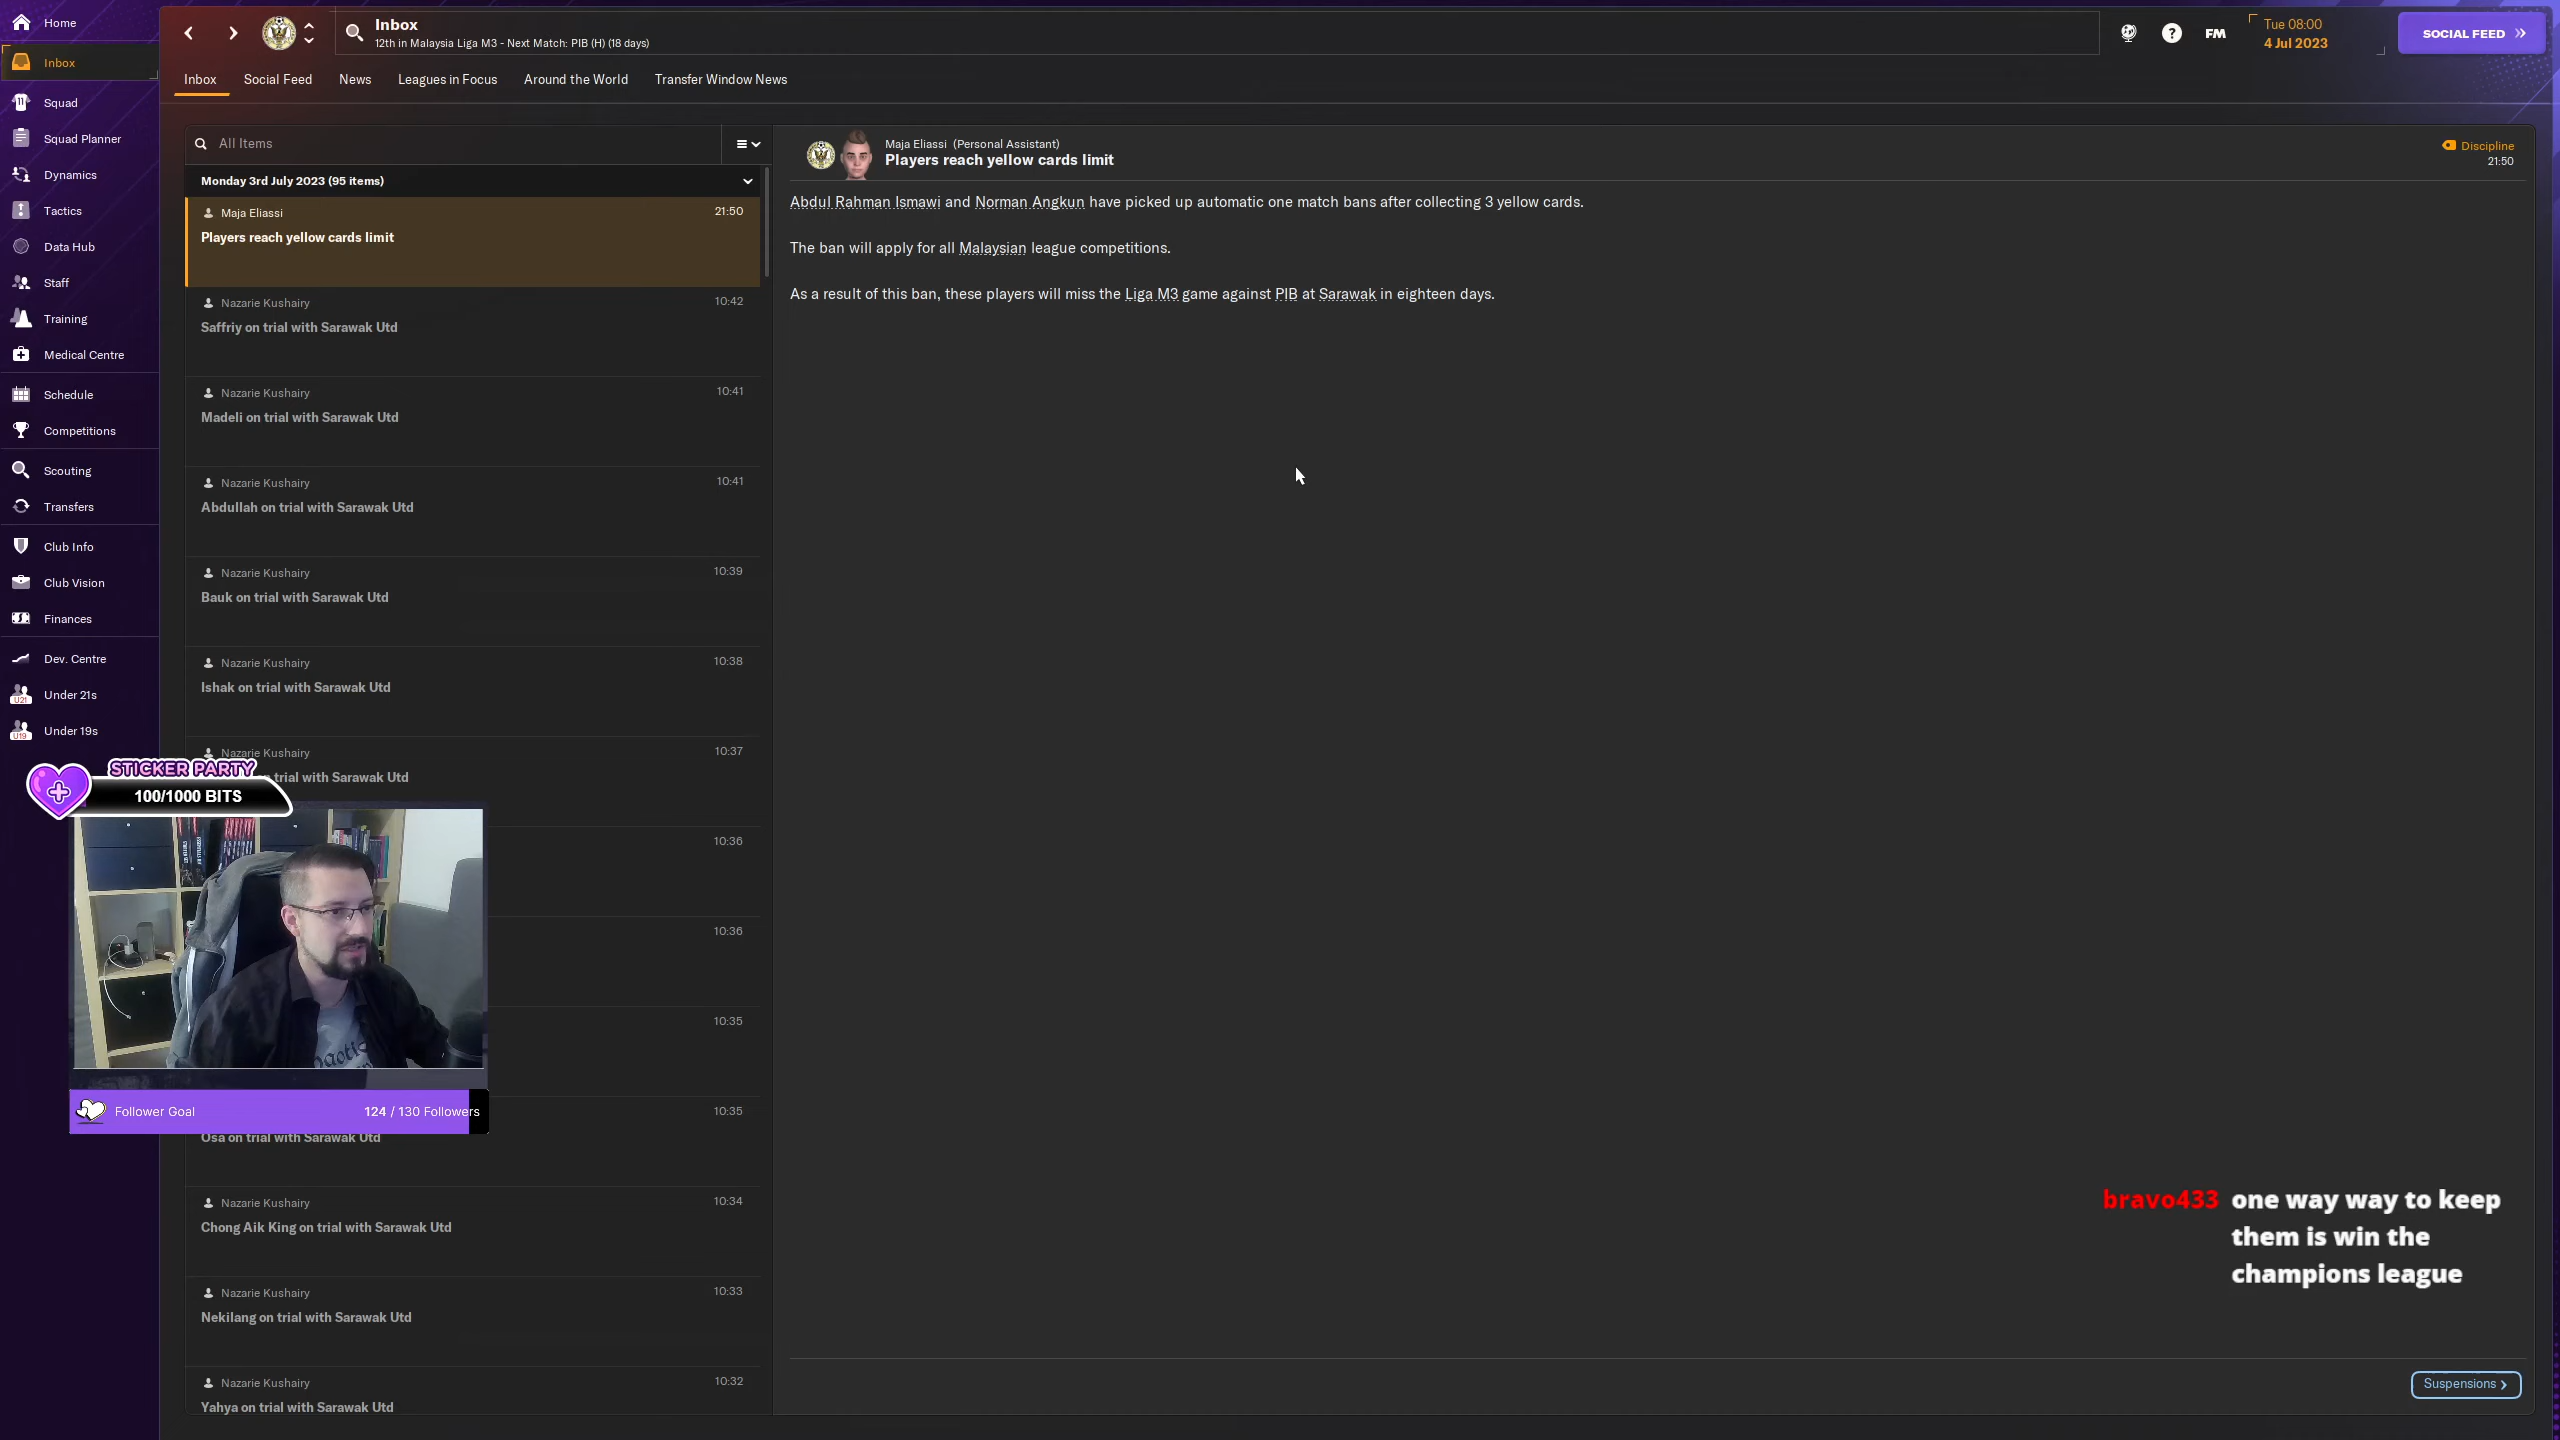 Home
Inbox
Squad
Squad Planner
Dynamics
Tactics
Data Hub
Staff
Training
Medical Centre
Schedule
Competitions
Scouting
Transfers
Club Info
Club Vision
Finances
Dev. Centre
Under 21s
Under 19s
Inbox
12th in Malaysia Liga M3 - Next Match: PIB (H) (18 days)
FM
Tue 08:00
4 Jul 2023
SOCIAL FEED
Inbox Social Feed News Leagues in Focus Around the World Transfer Window News
All Items
Monday 3rd July 2023 (95 items)
Maja Eliassi 21:50
Players reach yellow cards limit
Nazarie Kushairy 10:42
Saffriy on trial with Sarawak Utd
Nazarie Kushairy 10:41
Madeli on trial with Sarawak Utd
Nazarie Kushairy 10:41
Abdullah on trial with Sarawak Utd
Nazarie Kushairy 10:39
Bauk on trial with Sarawak Utd
Nazarie Kushairy 10:38
Ishak on trial with Sarawak Utd
Nazarie Kushairy 10:37
trial with Sarawak Utd
10:36
10:36
10:35
10:35
Osa on trial with Sarawak Utd
Nazarie Kushairy 10:34
Chong Aik King on trial with Sarawak Utd
Nazarie Kushairy 10:33
Nekilang on trial with Sarawak Utd
Nazarie Kushairy 10:32
Yahya on trial with Sarawak Utd
Maja Eliassi (Personal Assistant)
Players reach yellow cards limit
Discipline
21:50
Abdul Rahman Ismawi and Norman Angkun have picked up automatic one match bans after collecting 3 yellow cards.
The ban will apply for all Malaysian league competitions.
As a result of this ban, these players will miss the Liga M3 game against PIB at Sarawak in eighteen days.
Suspensions
STICKER PARTY
100/1000 BITS
Follower Goal 124 / 130 Followers
bravo433 one way way to keep
them is win the
champions league